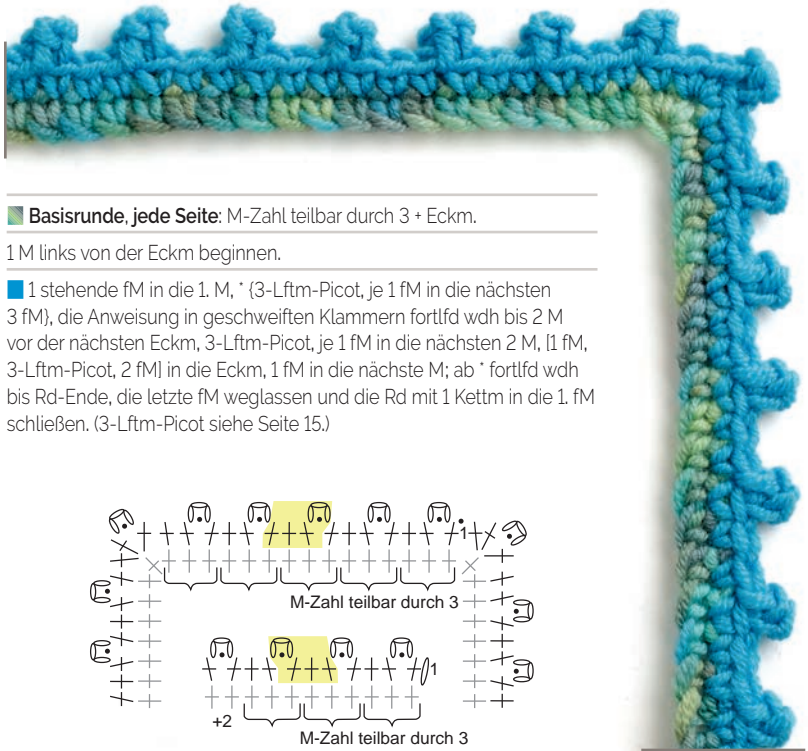 Basisrunde, jede Seite: M-Zahl teilbar durch 3 + Eckm.
1 M links von der Eckm beginnen.
1 stehende fM in die 1. M, * {3-Lftm-Picot, je 1 fM in die nächsten
3 fM}, die Anweisung in geschweiften Klammern fortlfd wdh bis 2 M
vor der nächsten Eckm, 3-Lftm-Picot, je 1 fM in die nächsten 2 M, [1 fM,
3-Lftm-Picot, 2 fM] in die Eckm, 1 fM in die nächste M; ab * fortlfd wdh
bis Rd-Ende, die letzte fM weglassen und die Rd mit 1 Kettm in die 1. fM
schließen. (3-Lftm-Picot siehe Seite 15.)
1
M-Zahl teilbar durch 3
1
+2
M-Zahl teilbar durch 3